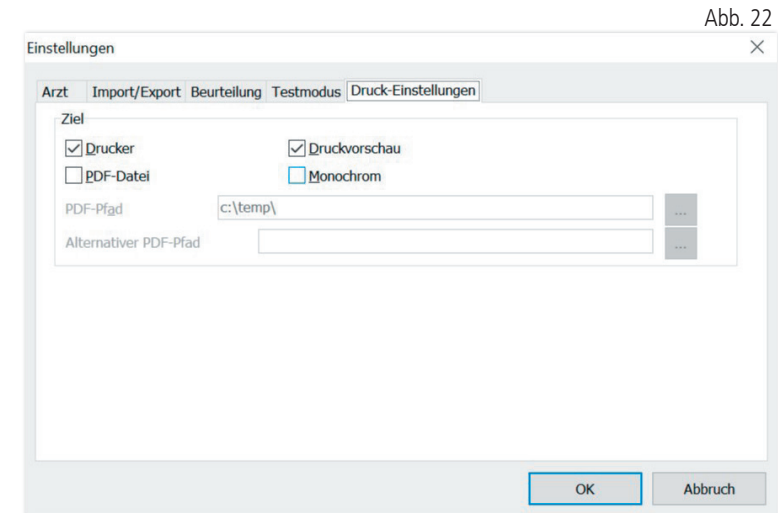 Abb. 22
Einstellungen
Arzt Import/Export Beurteilung Testmodus Druck-Einstellungen
Ziel
Drucker Druckvorschau
PDF-Datei Monochrom
PDF-Pfad c:\temp\ ...
Alternativer PDF-Pfad ...
OK Abbruch